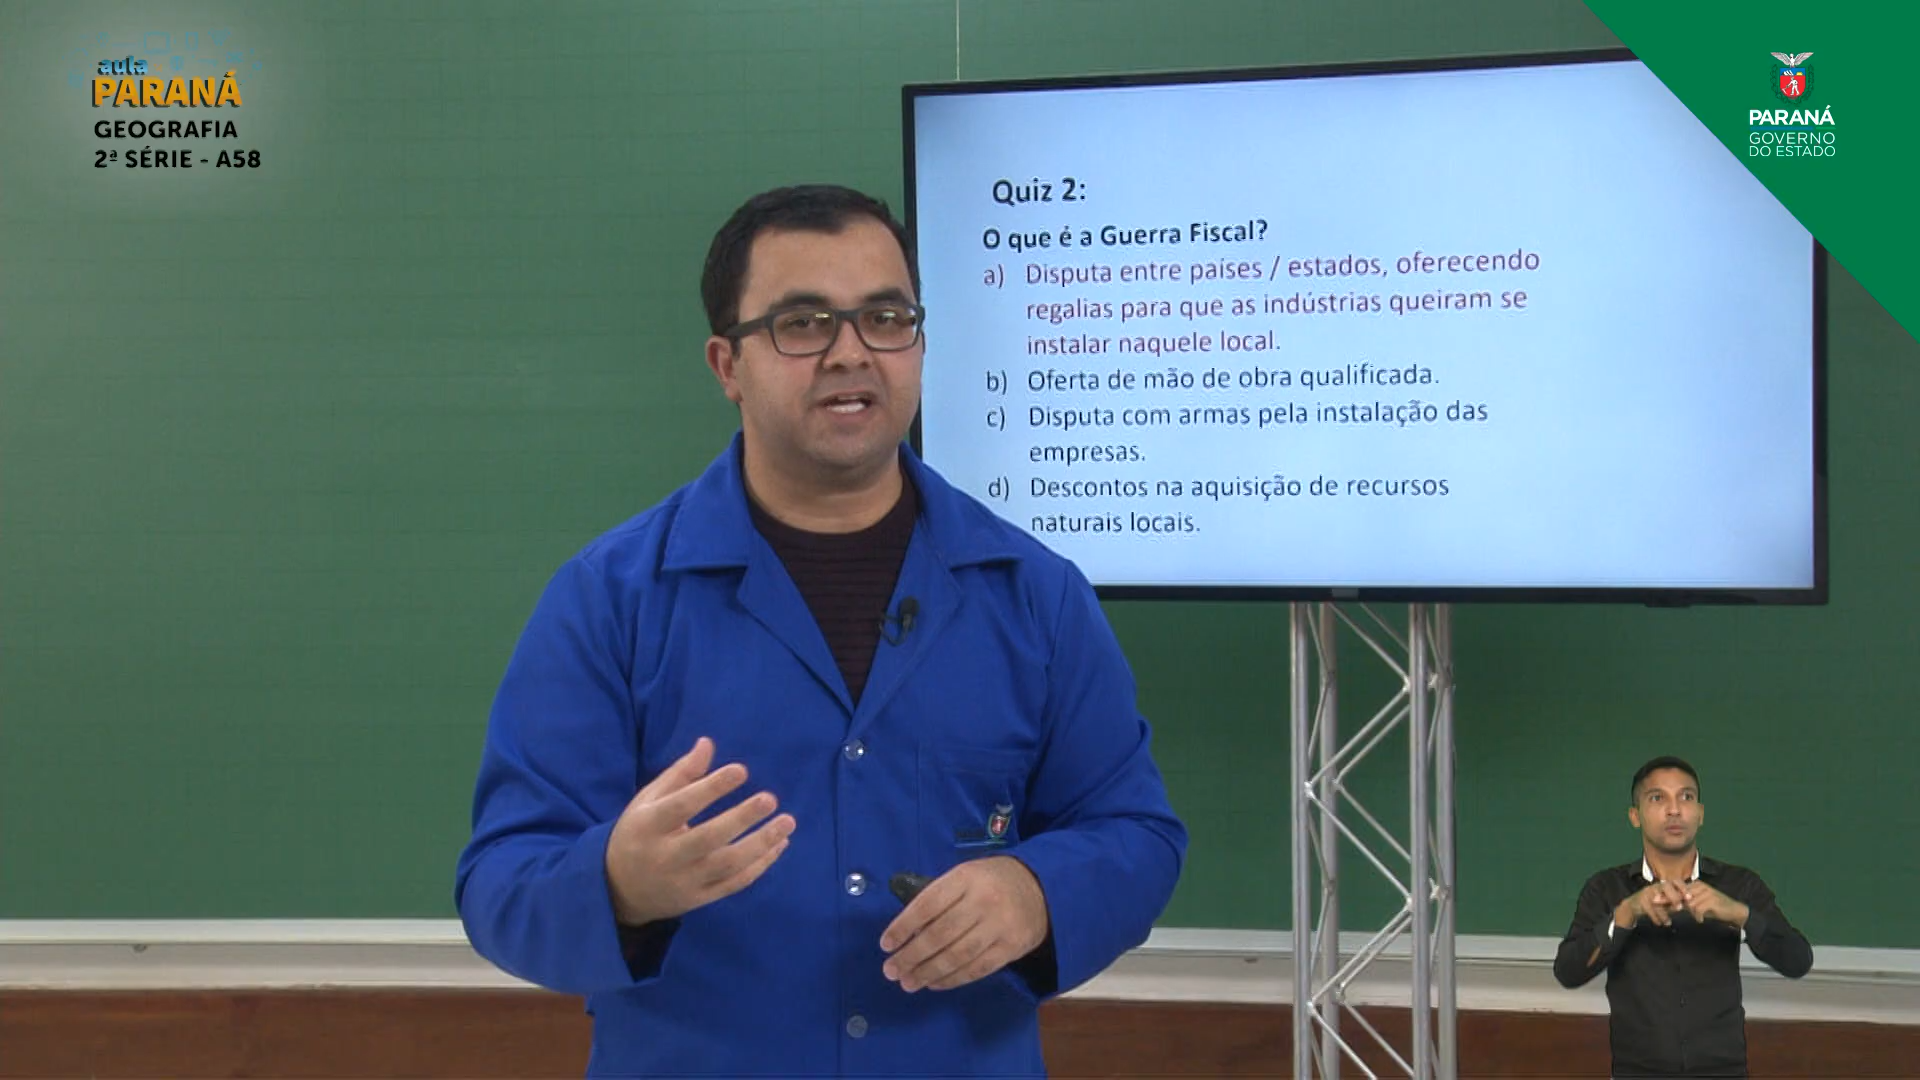 aula
PARANÁ
GEOGRAFIA
2ª SÉRIE - A58
PARANÁ
GOVERNO
DO ESTADO
Quiz 2:
O que é a Guerra Fiscal?
a) Disputa entre países / estados, oferecendo
regalias para que as indústrias queiram se
instalar naquele local.
b) Oferta de mão de obra qualificada.
c) Disputa com armas pela instalação das
empresas.
d) Descontos na aquisição de recursos
naturais locais.